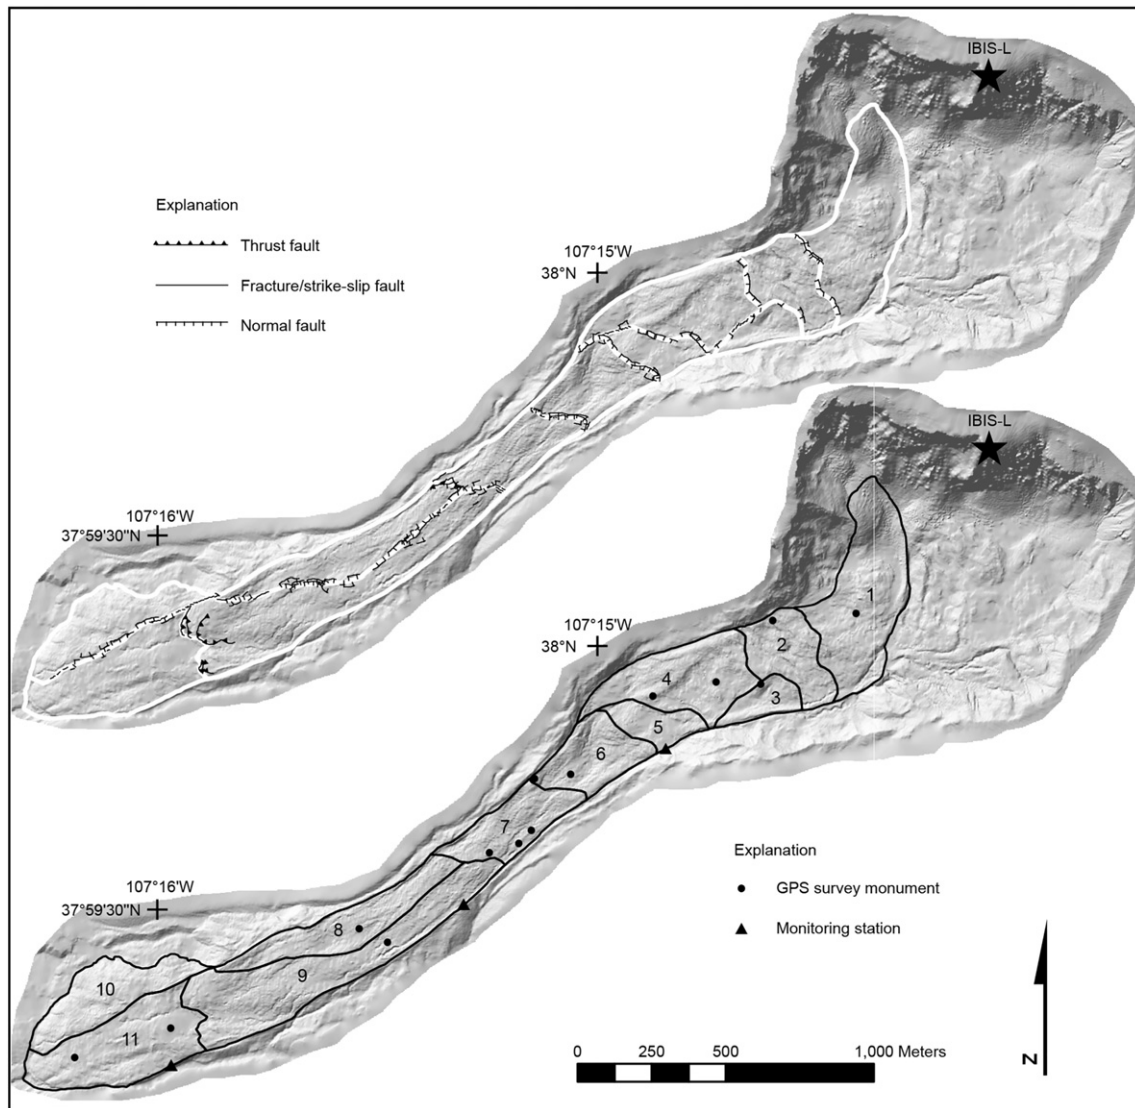 IBIS-L
Explanation
Thrust fault
Fracture/strike-slip fault
Normal fault
107°15'W
38°N
107°16'W
37°59'30"N
IBIS-L
1
2
3
4
5
6
7
8
9
10
11
107°15'W
38°N
107°16'W
37°59'30"N
Explanation
GPS survey monument
Monitoring station
0 250 500 1,000 Meters
N